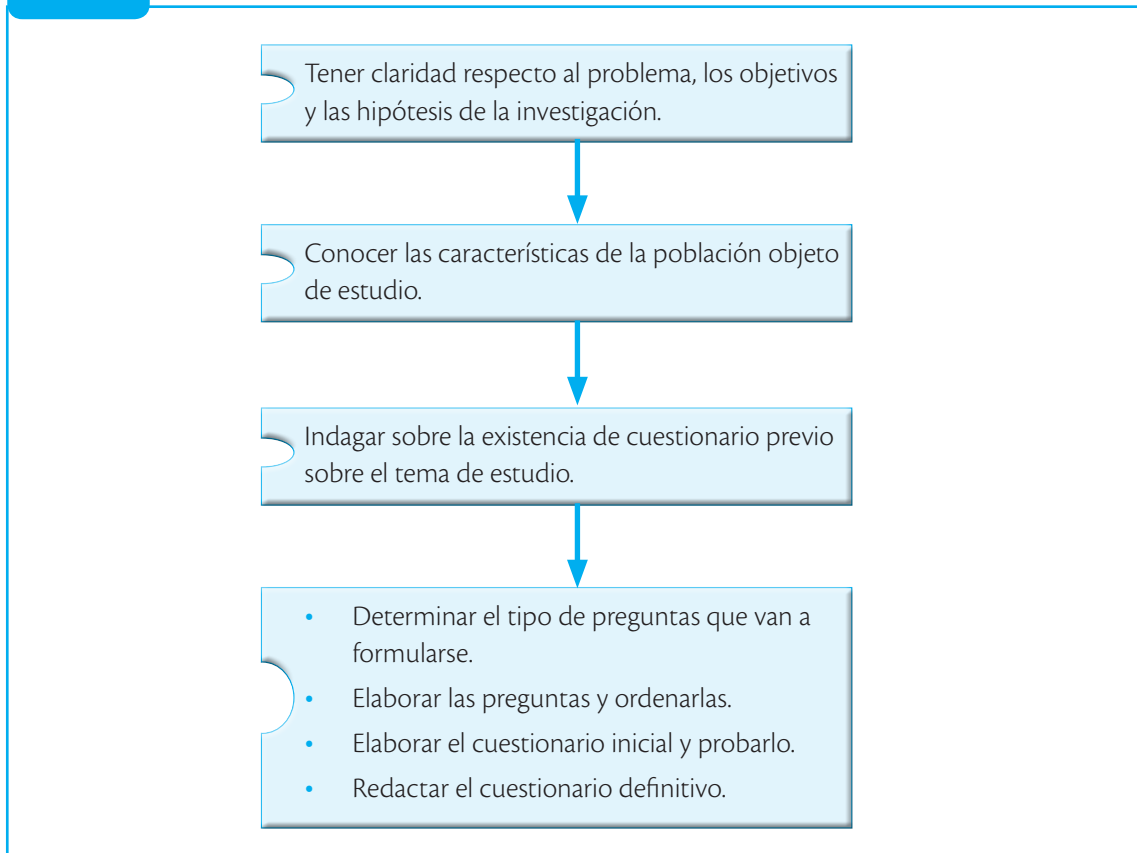 Tener claridad respecto al problema, los objetivos
y las hipótesis de la investigación.
Conocer las características de la población objeto
de estudio.
Indagar sobre la existencia de cuestionario previo
sobre el tema de estudio.
• Determinar el tipo de preguntas que van a
formularse.
• Elaborar las preguntas y ordenarlas.
• Elaborar el cuestionario inicial y probarlo.
• Redactar el cuestionario definitivo.